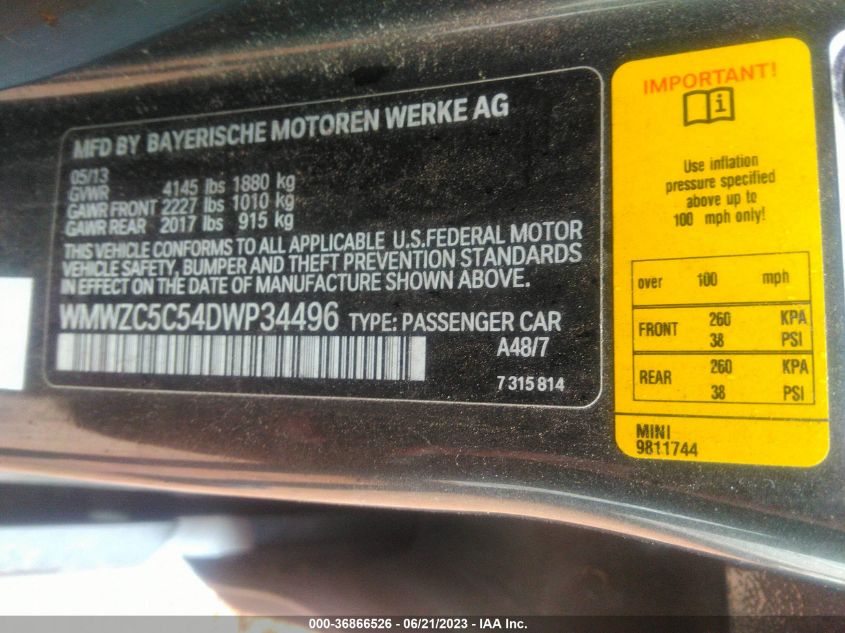 MFD BY BAYERISCHE MOTOREN WERKE AG
05/13
GVWR 4145 lbs 1880 kg
GAWR FRONT 2227 lbs 1010 kg
GAWR REAR 2017 lbs 915 kg
THIS VEHICLE CONFORMS TO ALL APPLICABLE U.S.FEDERAL MOTOR
VEHICLE SAFETY, BUMPER AND THEFT PREVENTION STANDARDS
IN EFFECT ON THE DATE OF MANUFACTURE SHOWN ABOVE.
WMWZC5C54DWP34496 TYPE: PASSENGER CAR
A48/7
7 315 814
IMPORTANT!
i
Use inflation
pressure specified
above up to
100 mph only!
over 100 mph
FRONT 260 KPA
38 PSI
REAR 260 KPA
38 PSI
MINI
9811744
000-36866526 - 06/21/2023 - IAA Inc.